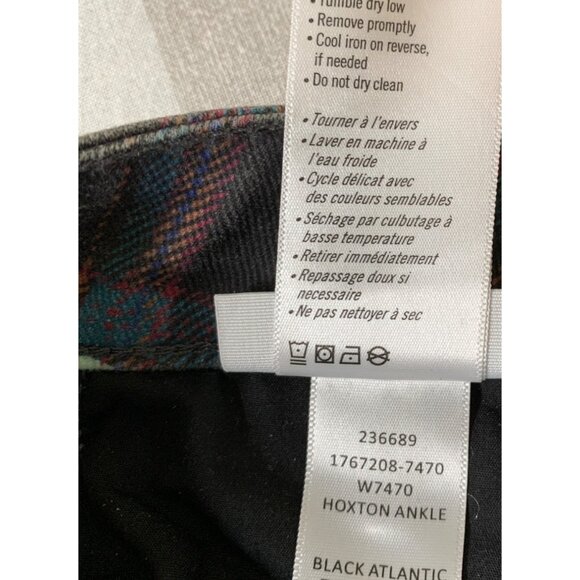 • Tumble dry low
• Remove promptly
• Cool iron on reverse,
if needed
• Do not dry clean
• Tourner à l'envers
• Laver en machine à
l'eau froide
• Cycle délicat avec
des couleurs semblables
• Séchage par culbutage à
basse temperature
• Retirer immédiatement
• Repassage doux si
necessaire
• Ne pas nettoyer à sec
236689
1767208-7470
W7470
HOXTON ANKLE
BLACK ATLANTIC